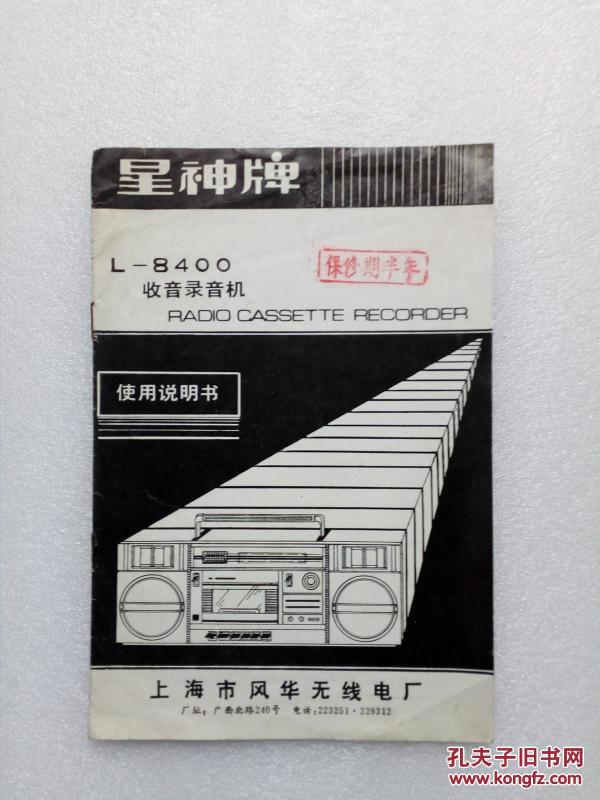 星神牌
L-8400
保修期半年
收音录音机
RADIO CASSETTE RECORDER
使用说明书
上海市风华无线电厂
厂址：广西北路240号 电话：223251·229312
孔夫子旧书网
www.kongfz.com